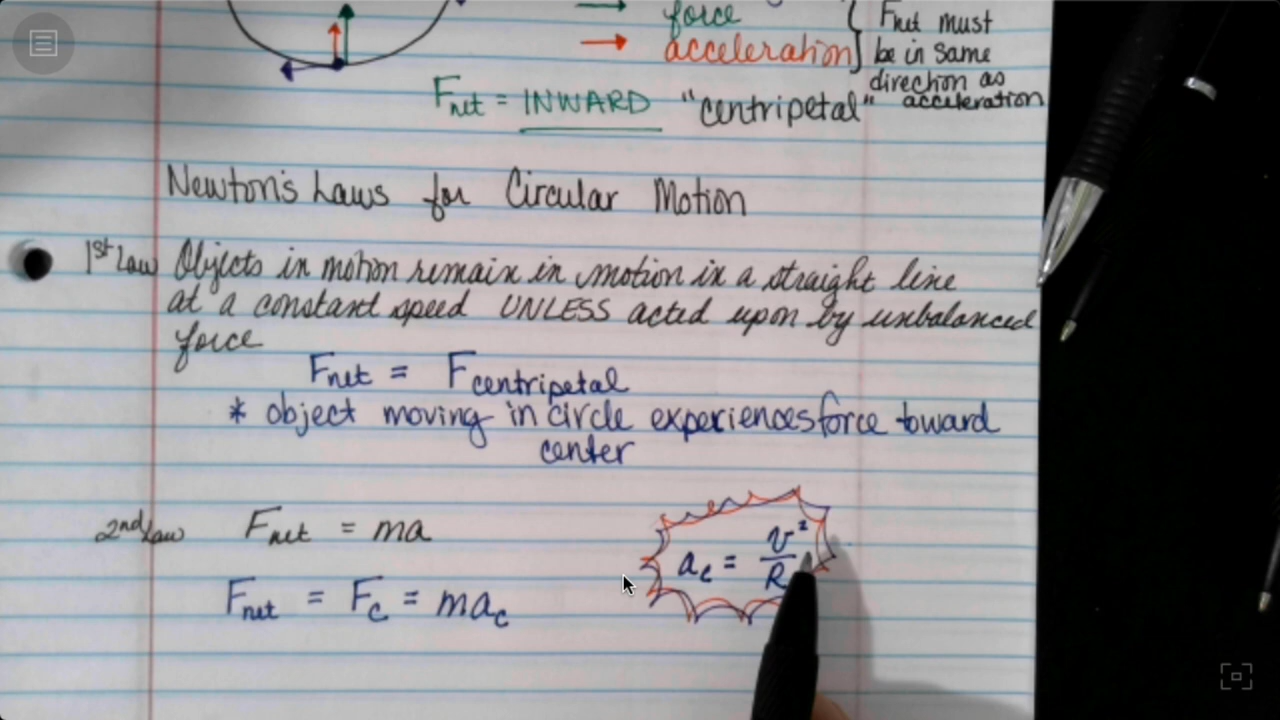 force
acceleration
Fnet must
be in same
direction as
acceleration
Fnet = INWARD "centripetal"
Newton's Laws for Circular Motion
1st Law Objects in motion remain in motion in a straight line
at a constant speed UNLESS acted upon by unbalanced
force
Fnet = Fcentripetal
* object moving in circle experiences force toward
center
2nd Law Fnet = ma
ac = v²/R
Fnet = Fc = mac